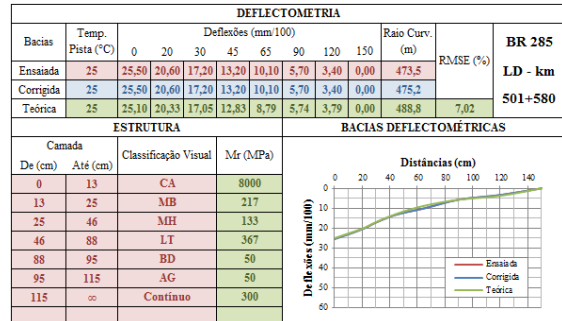 DEFLECTOMETRIA
Bacias Temp. Pista (°C) Deflexões (mm/100) Raio Curv. (m) RMSE (%) BR 285
0 20 30 45 65 90 120 150
LD - km
501+580
Ensaiada 25 25,50 20,60 17,20 13,20 10,10 5,70 3,40 0,00 473,5
Corrigida 25 25,50 20,60 17,20 13,20 10,10 5,70 3,40 0,00 475,2
Teórica 25 25,10 20,33 17,05 12,83 8,79 5,74 3,79 0,00 488,8 7,02
ESTRUTURA
Camada Classificação Visual Mr (MPa)
De (cm) Até (cm)
0 13 CA 8000
13 25 MB 217
25 46 MH 133
46 88 LT 367
88 95 BD 50
95 115 AG 50
115 ∞ Contínuo 300
BACIAS DEFLECTOMÉTRICAS
Distâncias (cm)
0 20 40 60 80 100 120 140
Deflexões (mm/100)
0
10
20
30
40
50
60
Ensaiada
Corrigida
Teórica